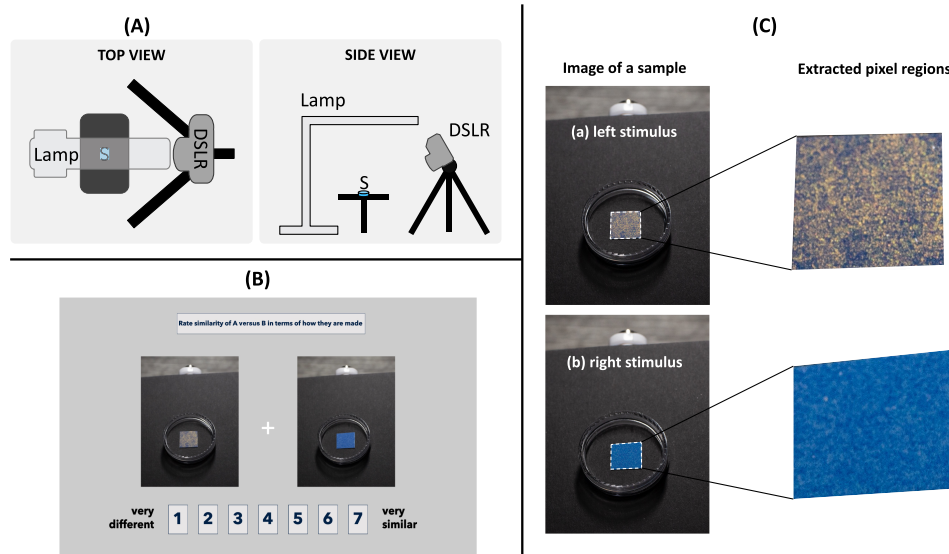 (A)
TOP VIEW
Lamp
S
DSLR
SIDE VIEW
Lamp
DSLR
S
(B)
Rate similarity of A versus B in terms of how they are made
+
very
different
1 2 3 4 5 6 7
very
similar
(C)
Image of a sample
Extracted pixel regions
(a) left stimulus
(b) right stimulus